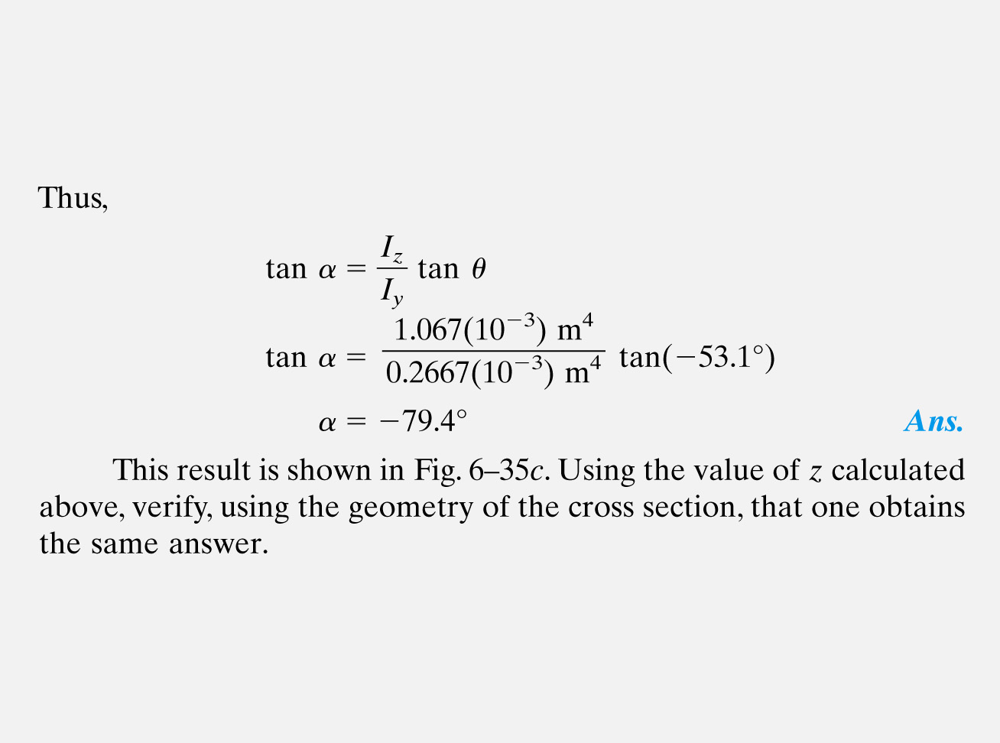 Thus,
tan α = I_z/I_y tan θ
tan α = 1.067(10⁻³) m⁴/0.2667(10⁻³) m⁴ tan(−53.1°)
α = −79.4° Ans.
This result is shown in Fig. 6–35c. Using the value of z calculated
above, verify, using the geometry of the cross section, that one obtains
the same answer.